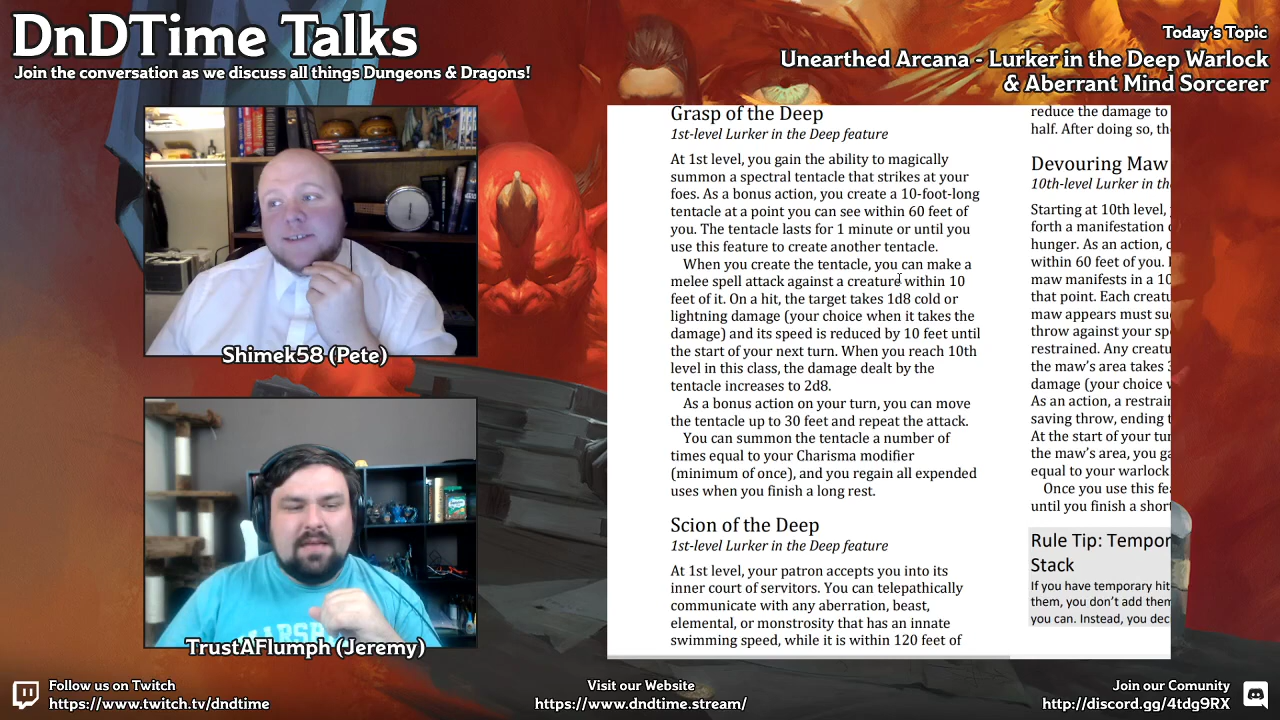 DnDTime Talks
Join the conversation as we discuss all things Dungeons & Dragons!
Today's Topic
Unearthed Arcana - Lurker in the Deep Warlock
& Aberrant Mind Sorcerer
Shimek58 (Pete)
TrustAFlumph (Jeremy)
Grasp of the Deep
1st-level Lurker in the Deep feature
At 1st level, you gain the ability to magically
summon a spectral tentacle that strikes at your
foes. As a bonus action, you create a 10-foot-long
tentacle at a point you can see within 60 feet of
you. The tentacle lasts for 1 minute or until you
use this feature to create another tentacle.
When you create the tentacle, you can make a
melee spell attack against a creature within 10
feet of it. On a hit, the target takes 1d8 cold or
lightning damage (your choice when it takes the
damage) and its speed is reduced by 10 feet until
the start of your next turn. When you reach 10th
level in this class, the damage dealt by the
tentacle increases to 2d8.
As a bonus action on your turn, you can move
the tentacle up to 30 feet and repeat the attack.
You can summon the tentacle a number of
times equal to your Charisma modifier
(minimum of once), and you regain all expended
uses when you finish a long rest.
Scion of the Deep
1st-level Lurker in the Deep feature
At 1st level, your patron accepts you into its
inner court of servitors. You can telepathically
communicate with any aberration, beast,
elemental, or monstrosity that has an innate
swimming speed, while it is within 120 feet of
reduce the damage to
half. After doing so, th
Devouring Maw
10th-level Lurker in th
Starting at 10th level,
forth a manifestation
hunger. As an action,
within 60 feet of you.
maw manifests in a 10
that point. Each creatu
maw appears must su
throw against your sp
restrained. Any creatu
the maw's area takes
damage (your choice
As an action, a restrain
saving throw, ending t
At the start of your tur
the maw's area, you ga
equal to your warlock
Once you use this fea
until you finish a short
Rule Tip: Tempor
Stack
If you have temporary hit
them, you don't add them
you can. Instead, you dec
Follow us on Twitch
https://www.twitch.tv/dndtime
Visit our Website
https://www.dndtime.stream/
Join our Comunity
http://discord.gg/4tdg9RX